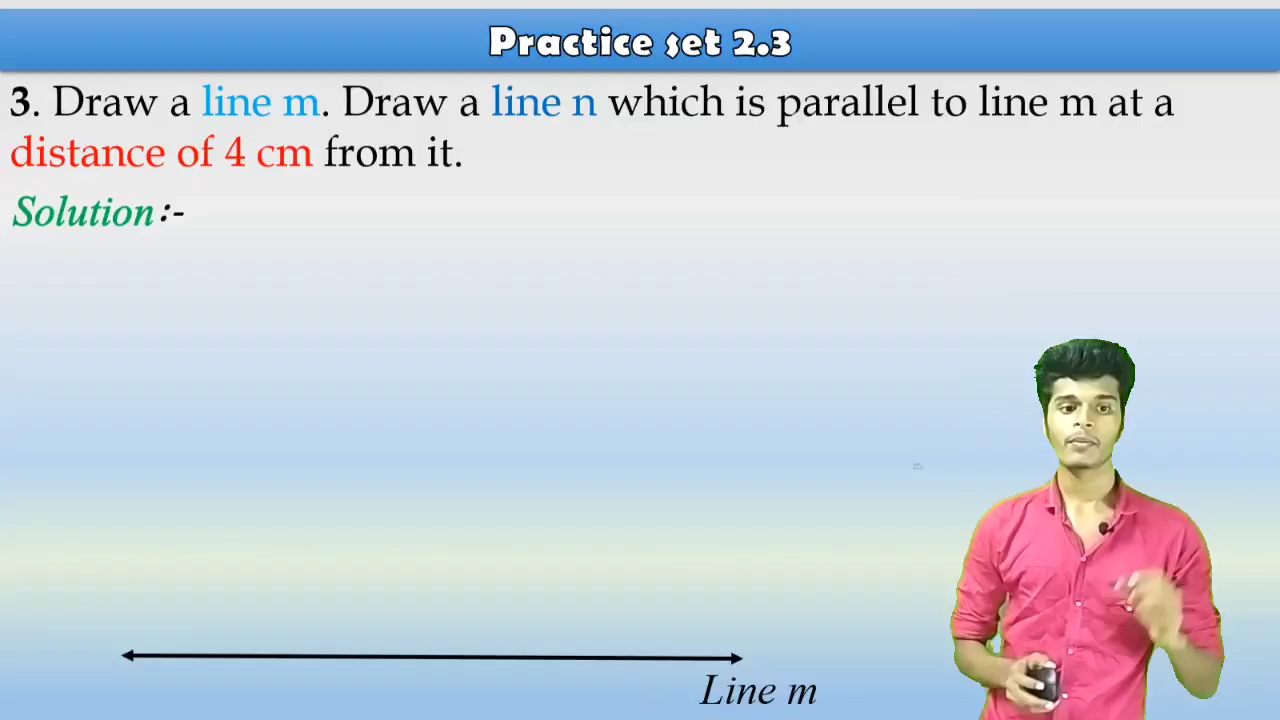 Practice set 2.3
3. Draw a line m. Draw a line n which is parallel to line m at a
distance of 4 cm from it.
Solution :-
Line m